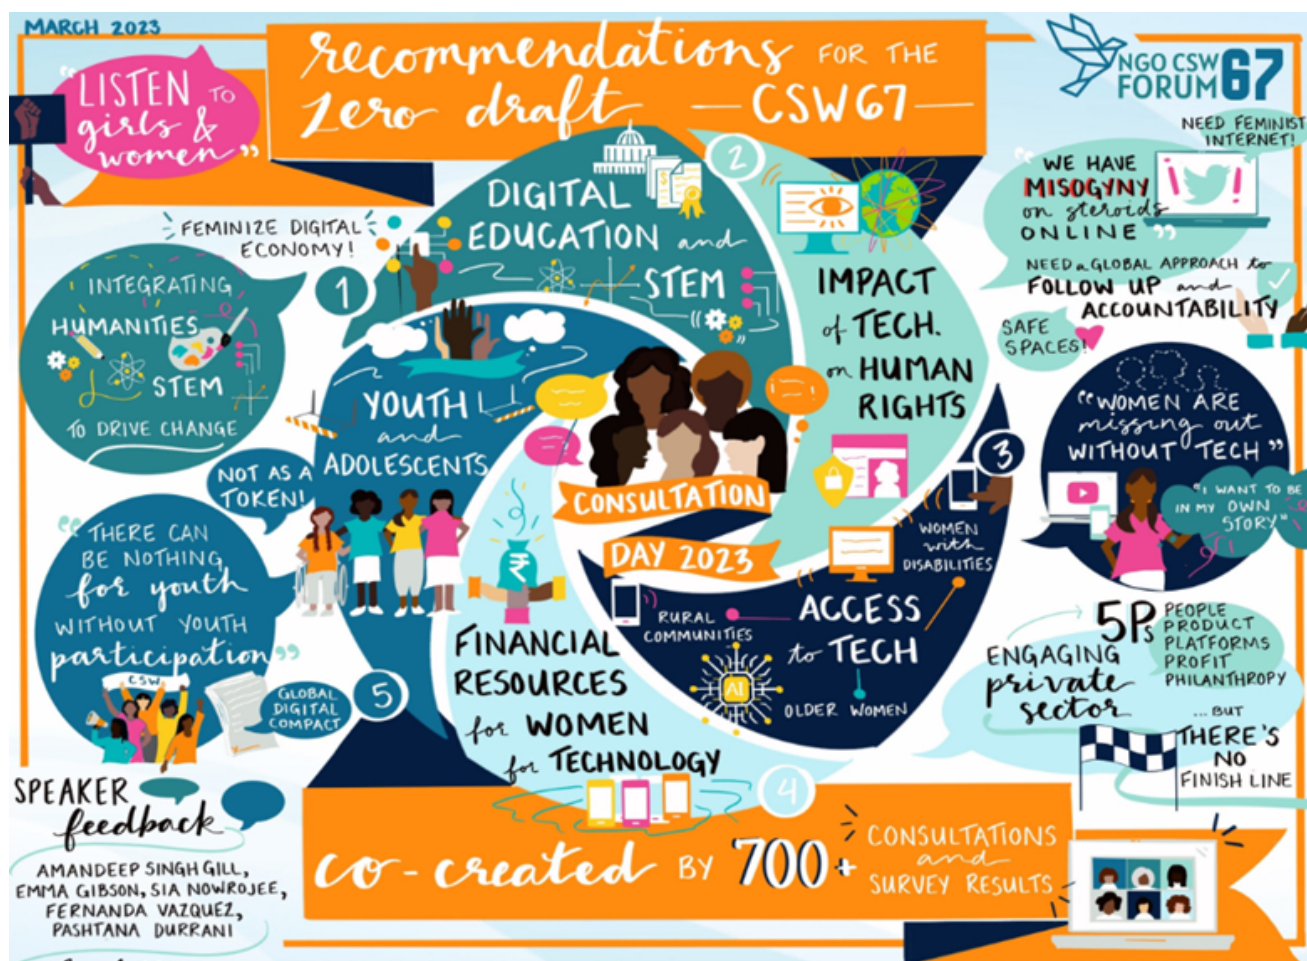 MARCH 2023
"LISTEN TO
girls &
women"
recommendations FOR THE
zero draft — CSW67 —
NGO CSW
FORUM 67
FEMINIZE DIGITAL
ECONOMY!
INTEGRATING
HUMANITIES
STEM
TO DRIVE CHANGE
1
DIGITAL
EDUCATION and
STEM
2
IMPACT
of TECH.
on HUMAN
RIGHTS
NEED FEMINIST
INTERNET!
"WE HAVE
MISOGYNY
on steroids
ONLINE"
! !
NEED a GLOBAL APPROACH to
FOLLOW UP and
ACCOUNTABILITY
SAFE
SPACES!
3
WOMEN
with
DISABILITIES
ACCESS
to TECH
RURAL
COMMUNITIES
AI
OLDER WOMEN
"WOMEN ARE
missing out
WITHOUT TECH"
"I WANT TO BE
IN MY OWN
STORY"
CONSULTATION
DAY 2023
YOUTH
and
ADOLESCENTS
NOT AS A
TOKEN!
"THERE CAN
BE NOTHING
for youth
WITHOUT YOUTH
participation"
CSW
GLOBAL
DIGITAL
COMPACT
5
₹
FINANCIAL
RESOURCES
for WOMEN
for TECHNOLOGY
4
ENGAGING
private
sector
5Ps
PEOPLE
PRODUCT
PLATFORMS
PROFIT
PHILANTHROPY
... BUT
THERE'S
NO
FINISH LINE
SPEAKER
feedback
AMANDEEP SINGH GILL,
EMMA GIBSON, SIA NOWROJEE,
FERNANDA VAZQUEZ,
PASHTANA DURRANI
co-created BY 700+
CONSULTATIONS
and
SURVEY RESULTS